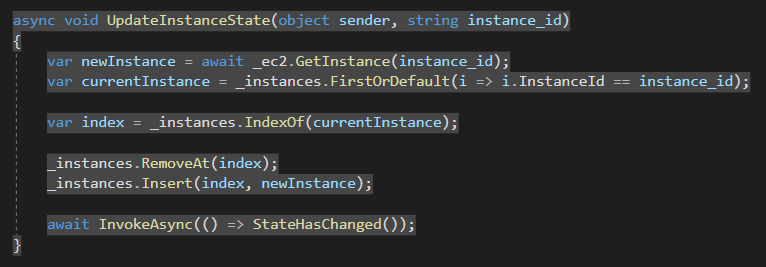 async void UpdateInstanceState(object sender, string instance_id)
{
var newInstance = await _ec2.GetInstance(instance_id);
var currentInstance = _instances.FirstOrDefault(i => i.InstanceId == instance_id);
var index = _instances.IndexOf(currentInstance);
_instances.RemoveAt(index);
_instances.Insert(index, newInstance);
await InvokeAsync(() => StateHasChanged());
}